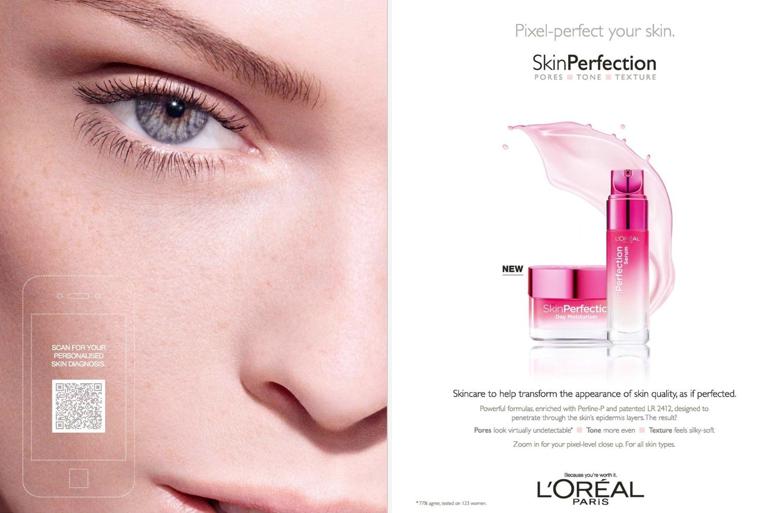 SCAN FOR YOUR
PERSONALISED
SKIN DIAGNOSIS.
Pixel-perfect your skin.
SkinPerfection
PORES TONE TEXTURE
NEW
SkinPerfectic
Day Moisturiser
L'ORÉAL
SkinPerfection
Serum
Skincare to help transform the appearance of skin quality, as if perfected.
Powerful formulas, enriched with Perline-P and patented LR 2412, designed to
penetrate through the skin's epidermis layers. The result?
Pores look virtually undetectable* Tone more even Texture feels silky-soft
Zoom in for your pixel-level close up. For all skin types.
Because you're worth it.
L'ORÉAL
PARiS
*77% agree, tested on 123 women.